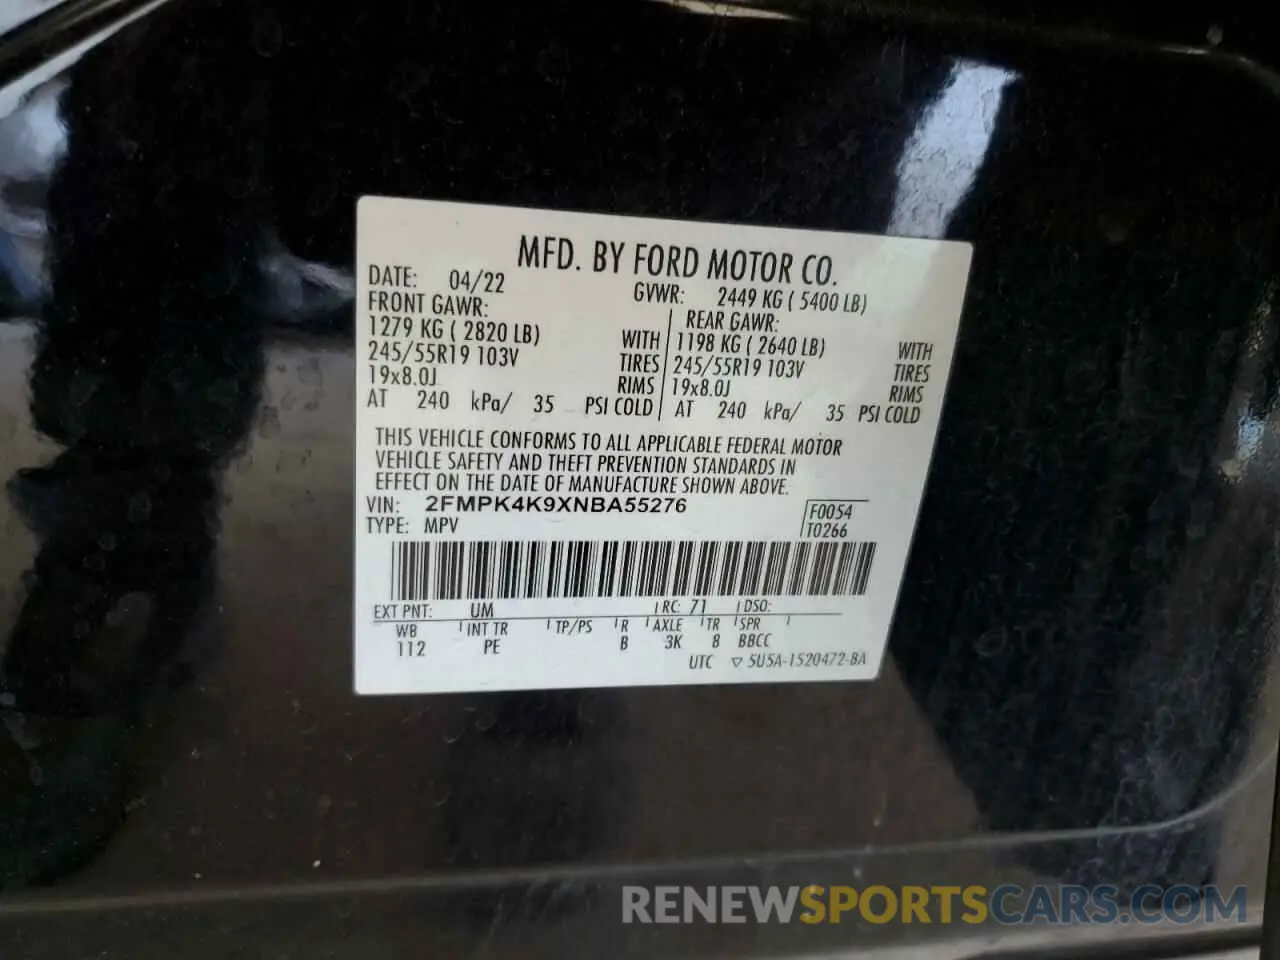 MFD. BY FORD MOTOR CO.
DATE: 04/22 GVWR: 2449 KG ( 5400 LB)
FRONT GAWR: REAR GAWR:
1279 KG ( 2820 LB) WITH 1198 KG ( 2640 LB) WITH
245/55R19 103V TIRES 245/55R19 103V TIRES
19x8.0J RIMS 19x8.0J RIMS
AT 240 kPa/ 35 PSI COLD AT 240 kPa/ 35 PSI COLD
THIS VEHICLE CONFORMS TO ALL APPLICABLE FEDERAL MOTOR
VEHICLE SAFETY AND THEFT PREVENTION STANDARDS IN
EFFECT ON THE DATE OF MANUFACTURE SHOWN ABOVE.
VIN: 2FMPK4K9XNBA55276 F0054
TYPE: MPV T0266
EXT PNT: UM RC: 71 DSO:
WB INT TR TP/PS R AXLE TR SPR
112 PE B 3K 8 BBCC
UTC ▽ 5U5A-1520472-BA
RENEWSPORTSCARS.COM